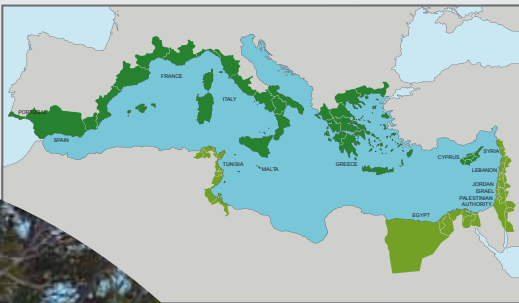 FRANCE
ITALY
PORTUGAL
SPAIN
TUNISIA
MALTA
GREECE
CYPRUS
SYRIA
LEBANON
JORDAN
ISRAEL
PALESTINIAN
AUTHORITY
EGYPT